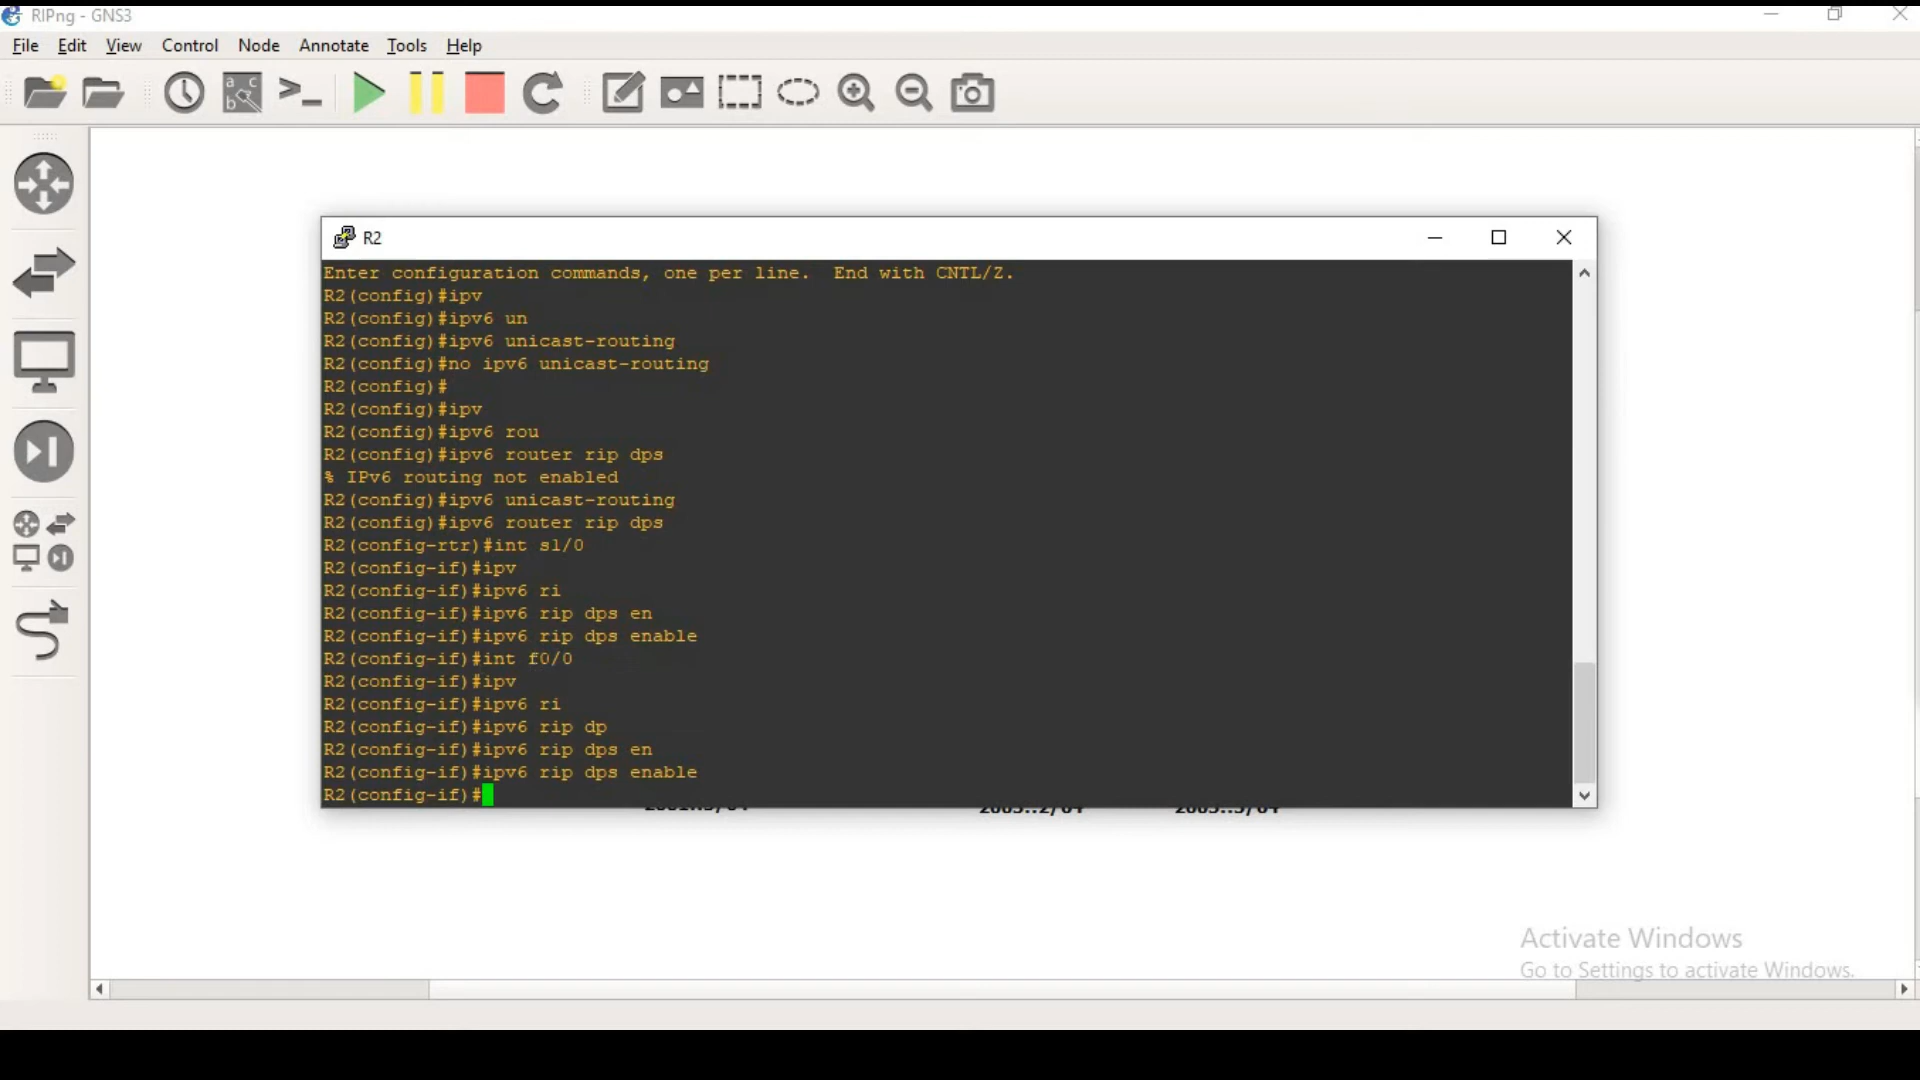 RIPng - GNS3
File Edit View Control Node Annotate Tools Help
R2
Enter configuration commands, one per line.  End with CNTL/Z.
R2(config)#ipv
R2(config)#ipv6 un
R2(config)#ipv6 unicast-routing
R2(config)#no ipv6 unicast-routing
R2(config)#
R2(config)#ipv
R2(config)#ipv6 rou
R2(config)#ipv6 router rip dps
% IPv6 routing not enabled
R2(config)#ipv6 unicast-routing
R2(config)#ipv6 router rip dps
R2(config-rtr)#int s1/0
R2(config-if)#ipv
R2(config-if)#ipv6 ri
R2(config-if)#ipv6 rip dps en
R2(config-if)#ipv6 rip dps enable
R2(config-if)#int f0/0
R2(config-if)#ipv
R2(config-if)#ipv6 ri
R2(config-if)#ipv6 rip dp
R2(config-if)#ipv6 rip dps en
R2(config-if)#ipv6 rip dps enable
R2(config-if)#
Activate Windows
Go to Settings to activate Windows.